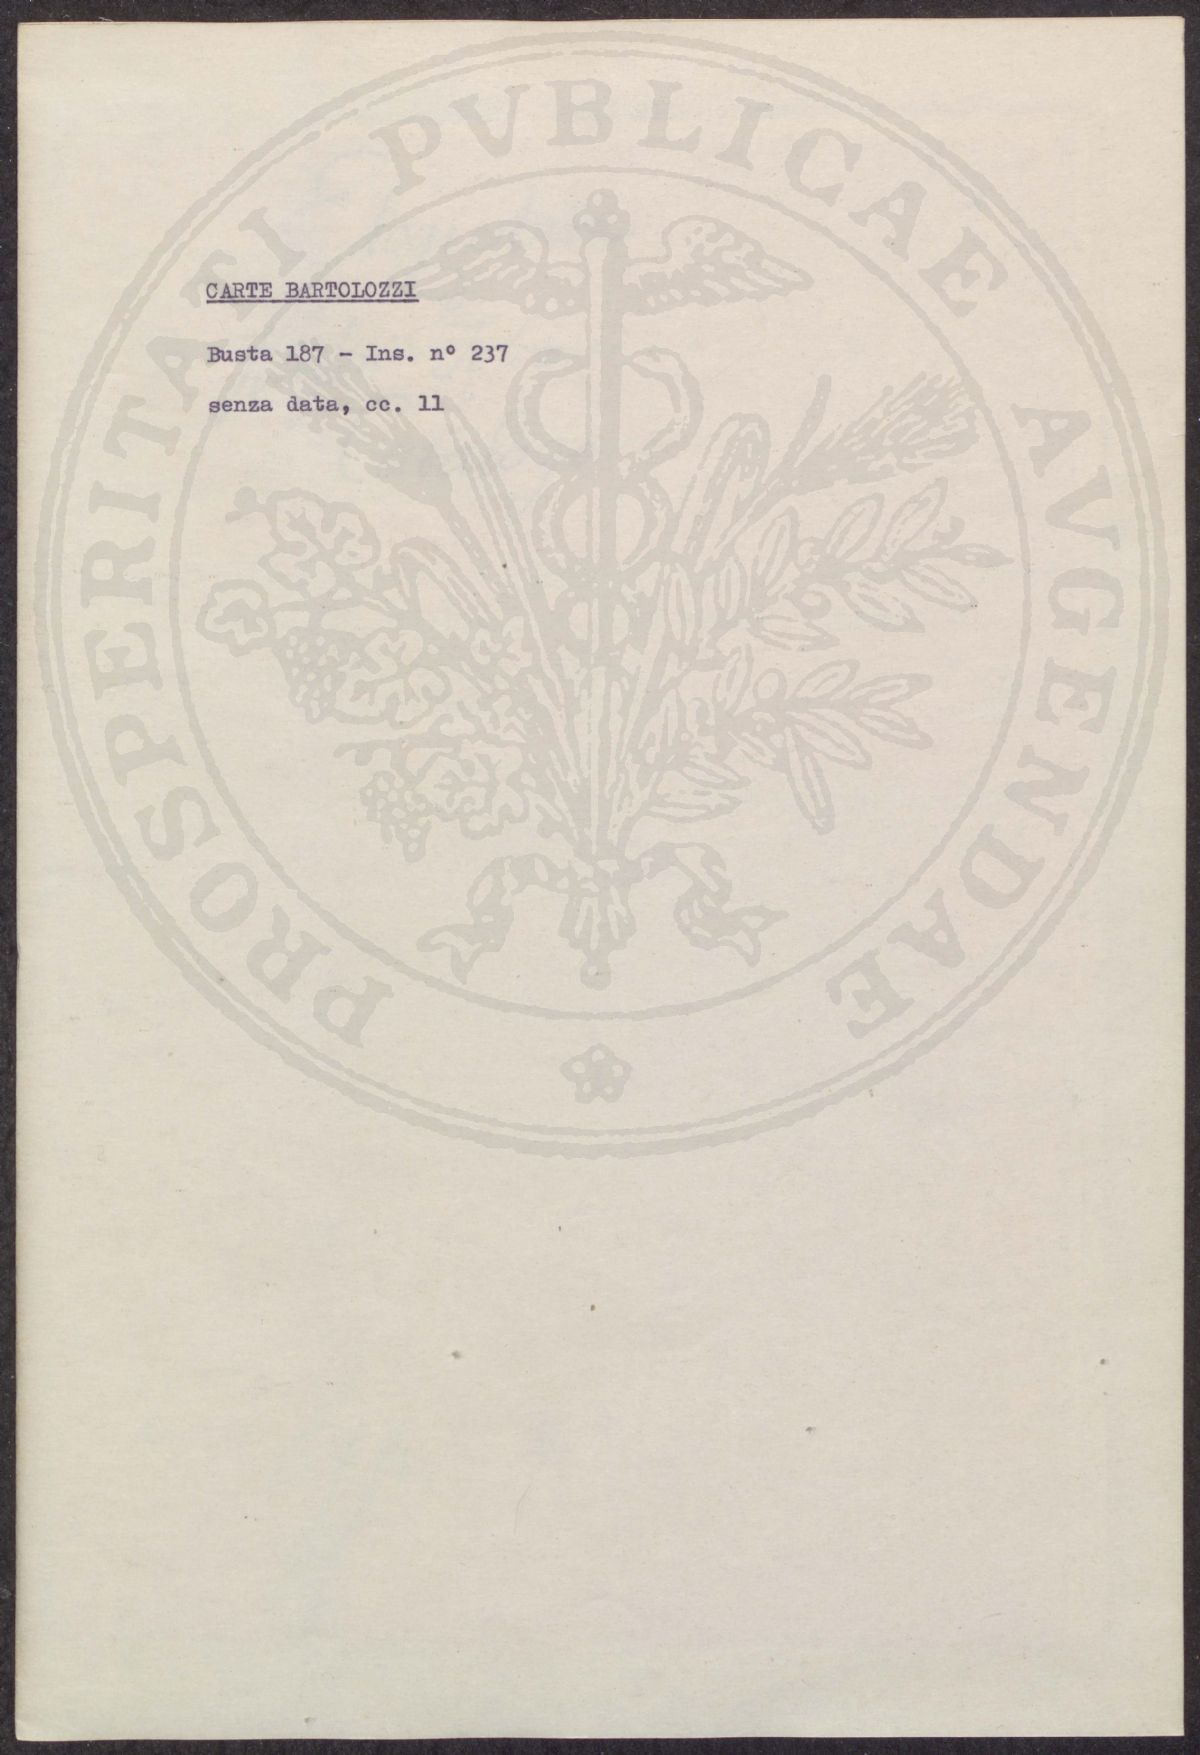 PROSPERITATI PVBLICAE AVGENDAE
CARTE BARTOLOZZI
Busta 187 - Ins. n° 237
senza data, cc. 11